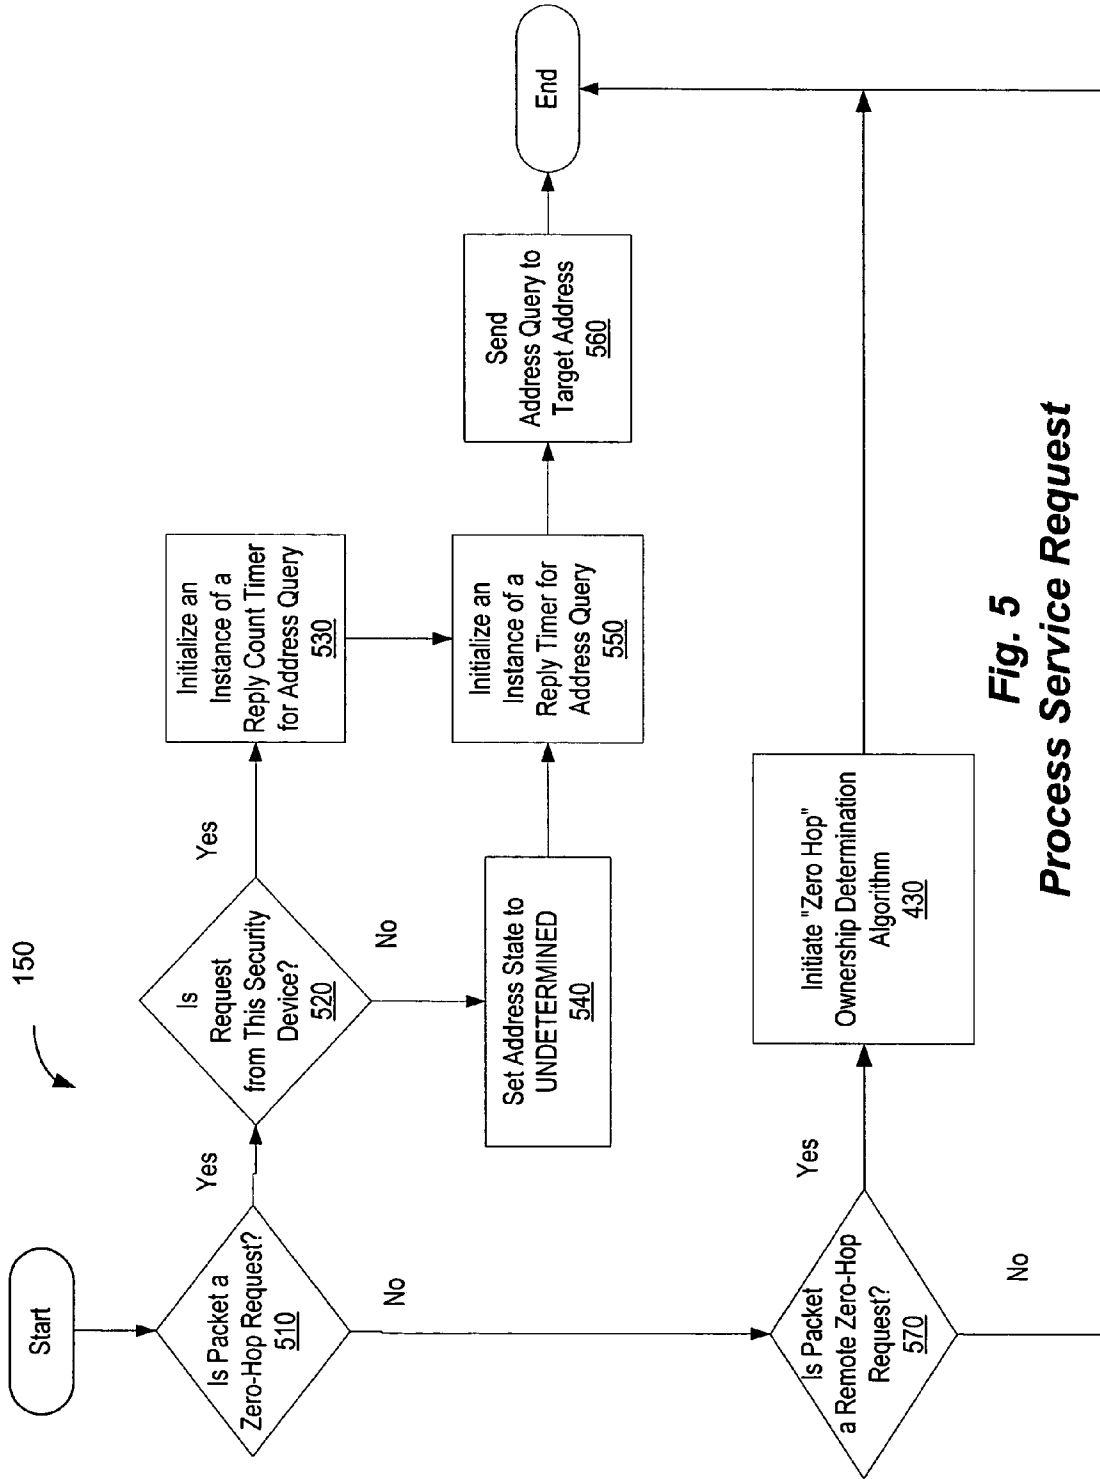 150
Start
Is Packet a
Zero-Hop Request?
510
Yes
No
Is
Request
from This Security
Device?
520
Yes
No
Initialize an
Instance of a
Reply Count Timer
for Address Query
530
Set Address State to
UNDETERMINED
540
Initialize an
Instance of a
Reply Timer for
Address Query
550
Send
Address Query to
Target Address
560
End
Is Packet
a Remote Zero-Hop
Request?
570
Yes
No
Initiate "Zero Hop"
Ownership Determination
Algorithm
430
Fig. 5
Process Service Request